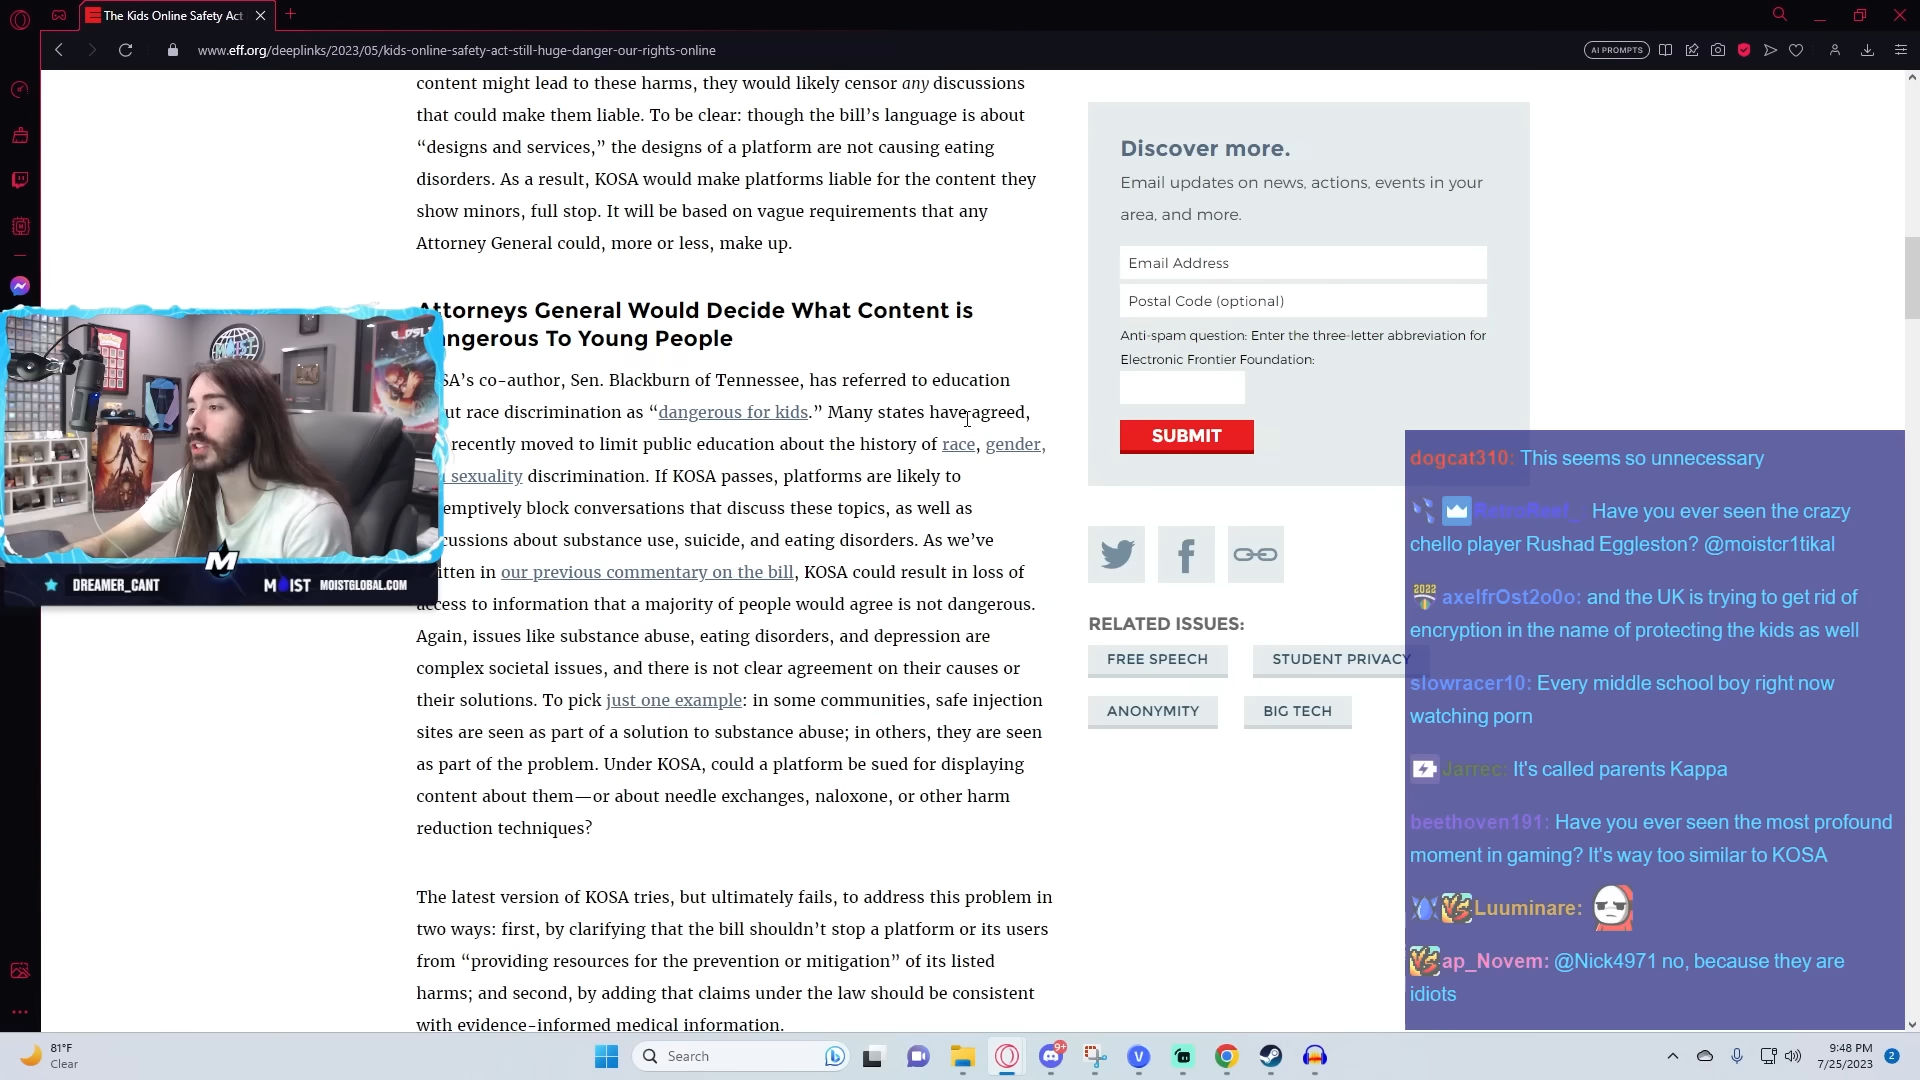 The Kids Online Safety Act
www.eff.org/deeplinks/2023/05/kids-online-safety-act-still-huge-danger-our-rights-online
AI PROMPTS
content might lead to these harms, they would likely censor any discussions
that could make them liable. To be clear: though the bill’s language is about
“designs and services,” the designs of a platform are not causing eating
disorders. As a result, KOSA would make platforms liable for the content they
show minors, full stop. It will be based on vague requirements that any
Attorney General could, more or less, make up.
ttorneys General Would Decide What Content is
ngerous To Young People
SA’s co-author, Sen. Blackburn of Tennessee, has referred to education
ut race discrimination as “dangerous for kids.” Many states have agreed,
recently moved to limit public education about the history of race, gender,
sexuality discrimination. If KOSA passes, platforms are likely to
emptively block conversations that discuss these topics, as well as
cussions about substance use, suicide, and eating disorders. As we’ve
itten in our previous commentary on the bill, KOSA could result in loss of
access to information that a majority of people would agree is not dangerous.
Again, issues like substance abuse, eating disorders, and depression are
complex societal issues, and there is not clear agreement on their causes or
their solutions. To pick just one example: in some communities, safe injection
sites are seen as part of a solution to substance abuse; in others, they are seen
as part of the problem. Under KOSA, could a platform be sued for displaying
content about them—or about needle exchanges, naloxone, or other harm
reduction techniques?
The latest version of KOSA tries, but ultimately fails, to address this problem in
two ways: first, by clarifying that the bill shouldn’t stop a platform or its users
from “providing resources for the prevention or mitigation” of its listed
harms; and second, by adding that claims under the law should be consistent
with evidence-informed medical information.
MOIST
M
DREAMER_CANT
MOIST
MOISTGLOBAL.COM
Discover more.
Email updates on news, actions, events in your
area, and more.
Email Address
Postal Code (optional)
Anti-spam question: Enter the three-letter abbreviation for
Electronic Frontier Foundation:
SUBMIT
RELATED ISSUES:
FREE SPEECH
STUDENT PRIVACY
ANONYMITY
BIG TECH
dogcat310: This seems so unnecessary
RetroReef_: Have you ever seen the crazy
chello player Rushad Eggleston? @moistcr1tikal
2022 axelfrOst2o0o: and the UK is trying to get rid of
encryption in the name of protecting the kids as well
slowracer10: Every middle school boy right now
watching porn
Jarrec: It's called parents Kappa
beethoven191: Have you ever seen the most profound
moment in gaming? It's way too similar to KOSA
Luuminare:
ap_Novem: @Nick4971 no, because they are
idiots
81°F
Clear
Search
9+
9:48 PM
7/25/2023
2